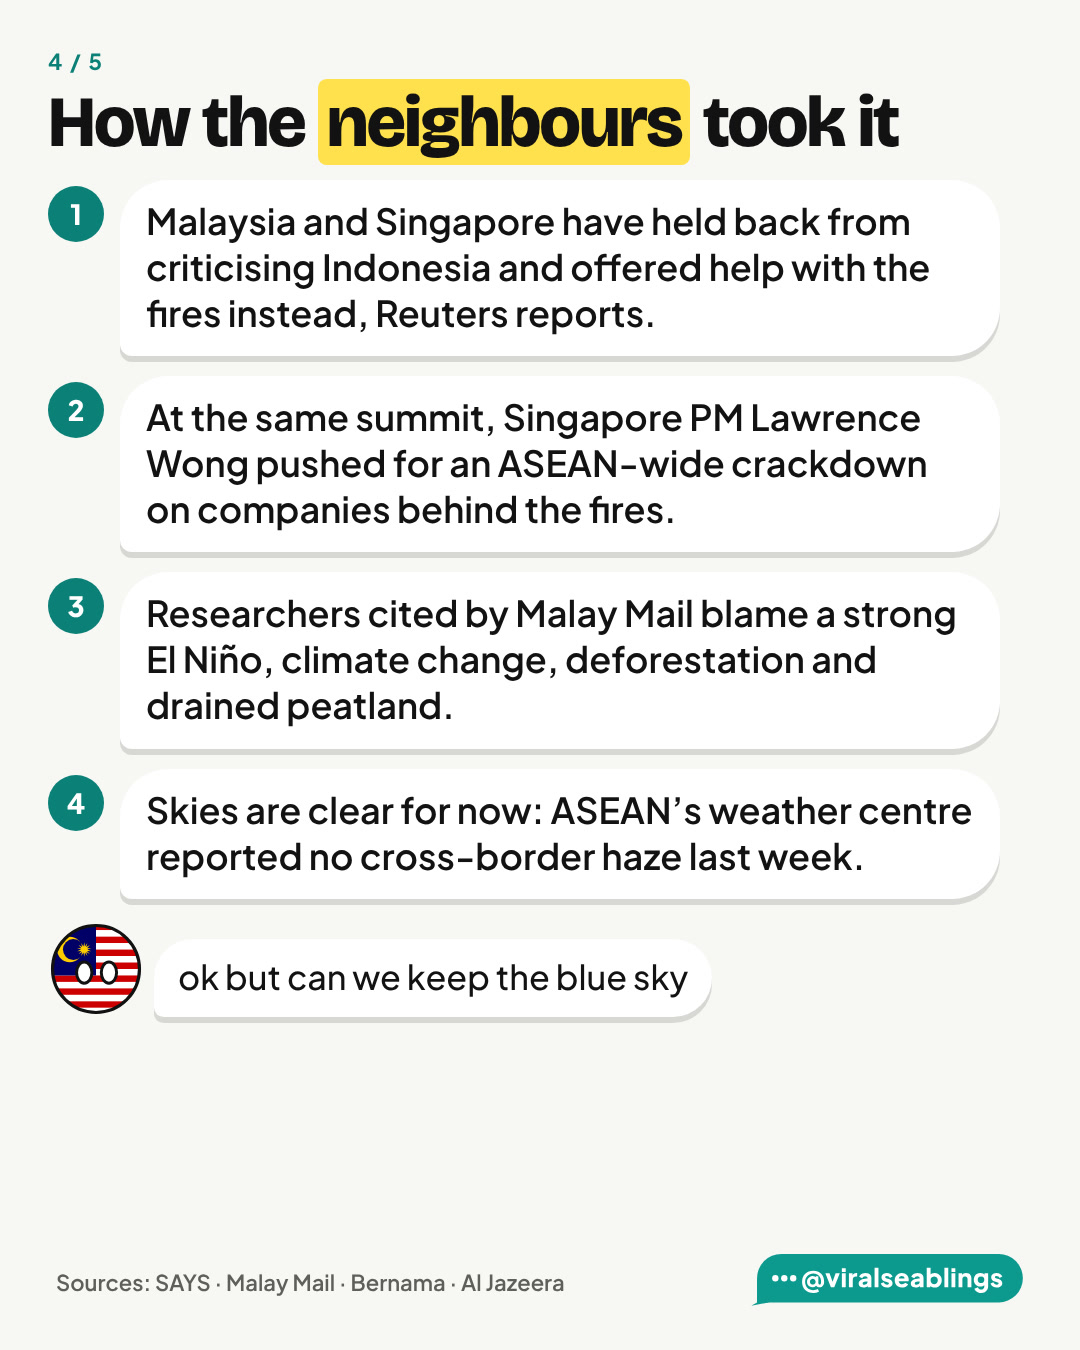 4 / 5
How the neighbours took it
1
Malaysia and Singapore have held back from
criticising Indonesia and offered help with the
fires instead, Reuters reports.
2
At the same summit, Singapore PM Lawrence
Wong pushed for an ASEAN-wide crackdown
on companies behind the fires.
3
Researchers cited by Malay Mail blame a strong
El Niño, climate change, deforestation and
drained peatland.
4
Skies are clear for now: ASEAN’s weather centre
reported no cross-border haze last week.
ok but can we keep the blue sky
Sources: SAYS · Malay Mail · Bernama · Al Jazeera
@viralseablings